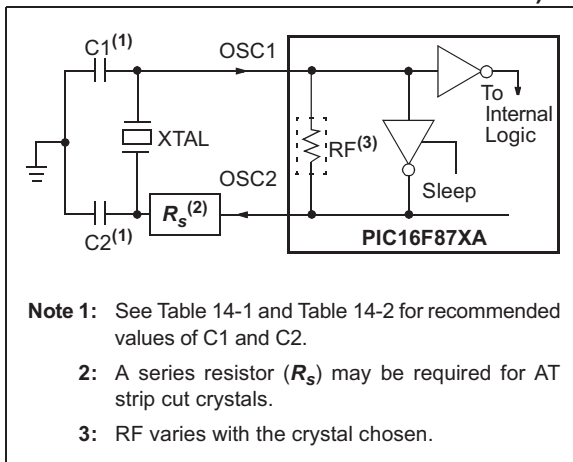 C1(1)
OSC1
To
Internal
Logic
XTAL
RF(3)
OSC2
Sleep
Rs(2)
C2(1)
PIC16F87XA
Note 1: See Table 14-1 and Table 14-2 for recommended
values of C1 and C2.
2: A series resistor (Rs) may be required for AT
strip cut crystals.
3: RF varies with the crystal chosen.